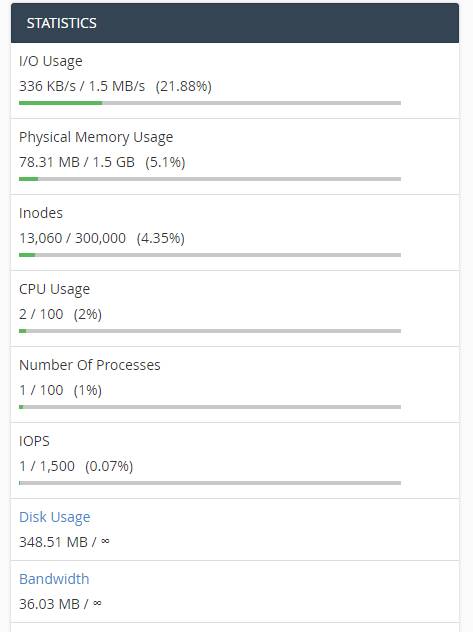 STATISTICS
I/O Usage
336 KB/s / 1.5 MB/s (21.88%)
Physical Memory Usage
78.31 MB / 1.5 GB (5.1%)
Inodes
13,060 / 300,000 (4.35%)
CPU Usage
2 / 100 (2%)
Number Of Processes
1 / 100 (1%)
IOPS
1 / 1,500 (0.07%)
Disk Usage
348.51 MB / ∞
Bandwidth
36.03 MB / ∞